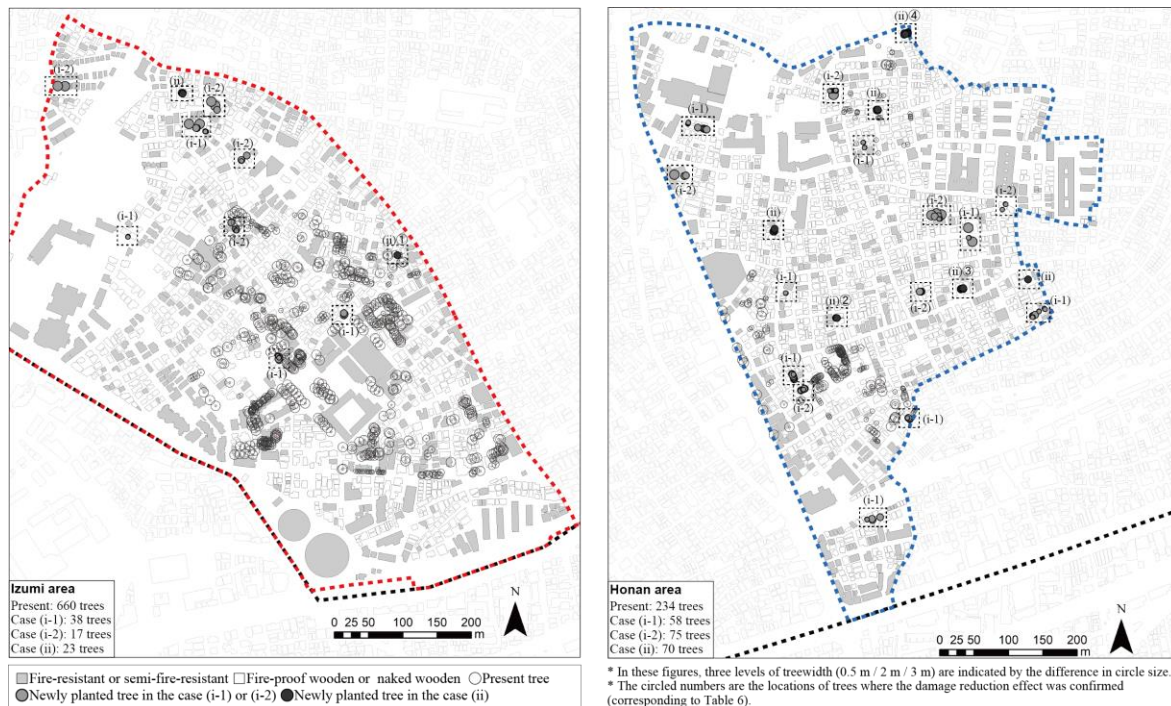 (i-2)
(ii)
(i-2)
(i-1)
(i-2)
(i-1)
(i-2)
(ii)①
(i-1)
(i-1)
Izumi area
Present: 660 trees
Case (i-1): 38 trees
Case (i-2): 17 trees
Case (ii): 23 trees
N
0 25 50 100 150 200
m
(ii)④
(i-2)
(ii)
(i-1)
(i-1)
(i-2)
(i-2)
(i-2)
(i-1)
(ii)
(i-1)
(ii)③
(ii)
(i-2)
(ii)②
(i-1)
(i-1)
(i-2)
(i-1)
(i-1)
Honan area
Present: 234 trees
Case (i-1): 58 trees
Case (i-2): 75 trees
Case (ii): 70 trees
N
0 25 50 100 150 200
m
Fire-resistant or semi-fire-resistant Fire-proof wooden or naked wooden Present tree
Newly planted tree in the case (i-1) or (i-2) Newly planted tree in the case (ii)
* In these figures, three levels of treewidth (0.5 m / 2 m / 3 m) are indicated by the difference in circle size.
* The circled numbers are the locations of trees where the damage reduction effect was confirmed
(corresponding to Table 6).